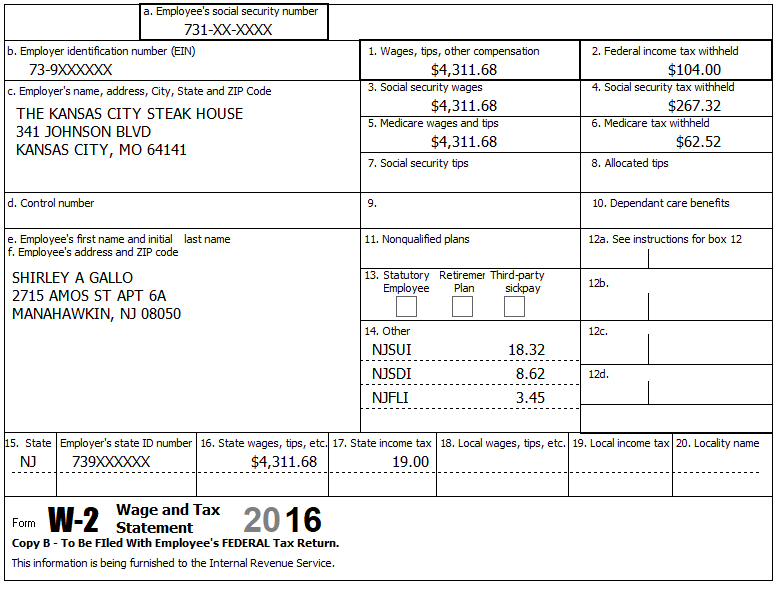 a. Employee's social security number
731-XX-XXXX
b. Employer identification number (EIN)
73-9XXXXXX
1. Wages, tips, other compensation
$4,311.68
2. Federal income tax withheld
$104.00
c. Employer's name, address, City, State and ZIP Code
THE KANSAS CITY STEAK HOUSE
341 JOHNSON BLVD
KANSAS CITY, MO 64141
3. Social security wages
$4,311.68
4. Social security tax withheld
$267.32
5. Medicare wages and tips
$4,311.68
6. Medicare tax withheld
$62.52
7. Social security tips
8. Allocated tips
d. Control number
9.
10. Dependant care benefits
e. Employee's first name and initial last name
f. Employee's address and ZIP code
SHIRLEY A GALLO
2715 AMOS ST APT 6A
MANAHAWKIN, NJ 08050
11. Nonqualified plans
12a. See instructions for box 12
13. Statutory Employee
Retiremer Plan
Third-party sickpay
12b.
14. Other
NJSUI 18.32
NJSDI 8.62
NJFLI 3.45
12c.
12d.
15. State Employer's state ID number 16. State wages, tips, etc. 17. State income tax 18. Local wages, tips, etc. 19. Local income tax 20. Locality name
NJ 739XXXXXX $4,311.68 19.00
Form W-2 Wage and Tax Statement 2016
Copy B - To Be FIled With Employee's FEDERAL Tax Return.
This information is being furnished to the Internal Revenue Service.